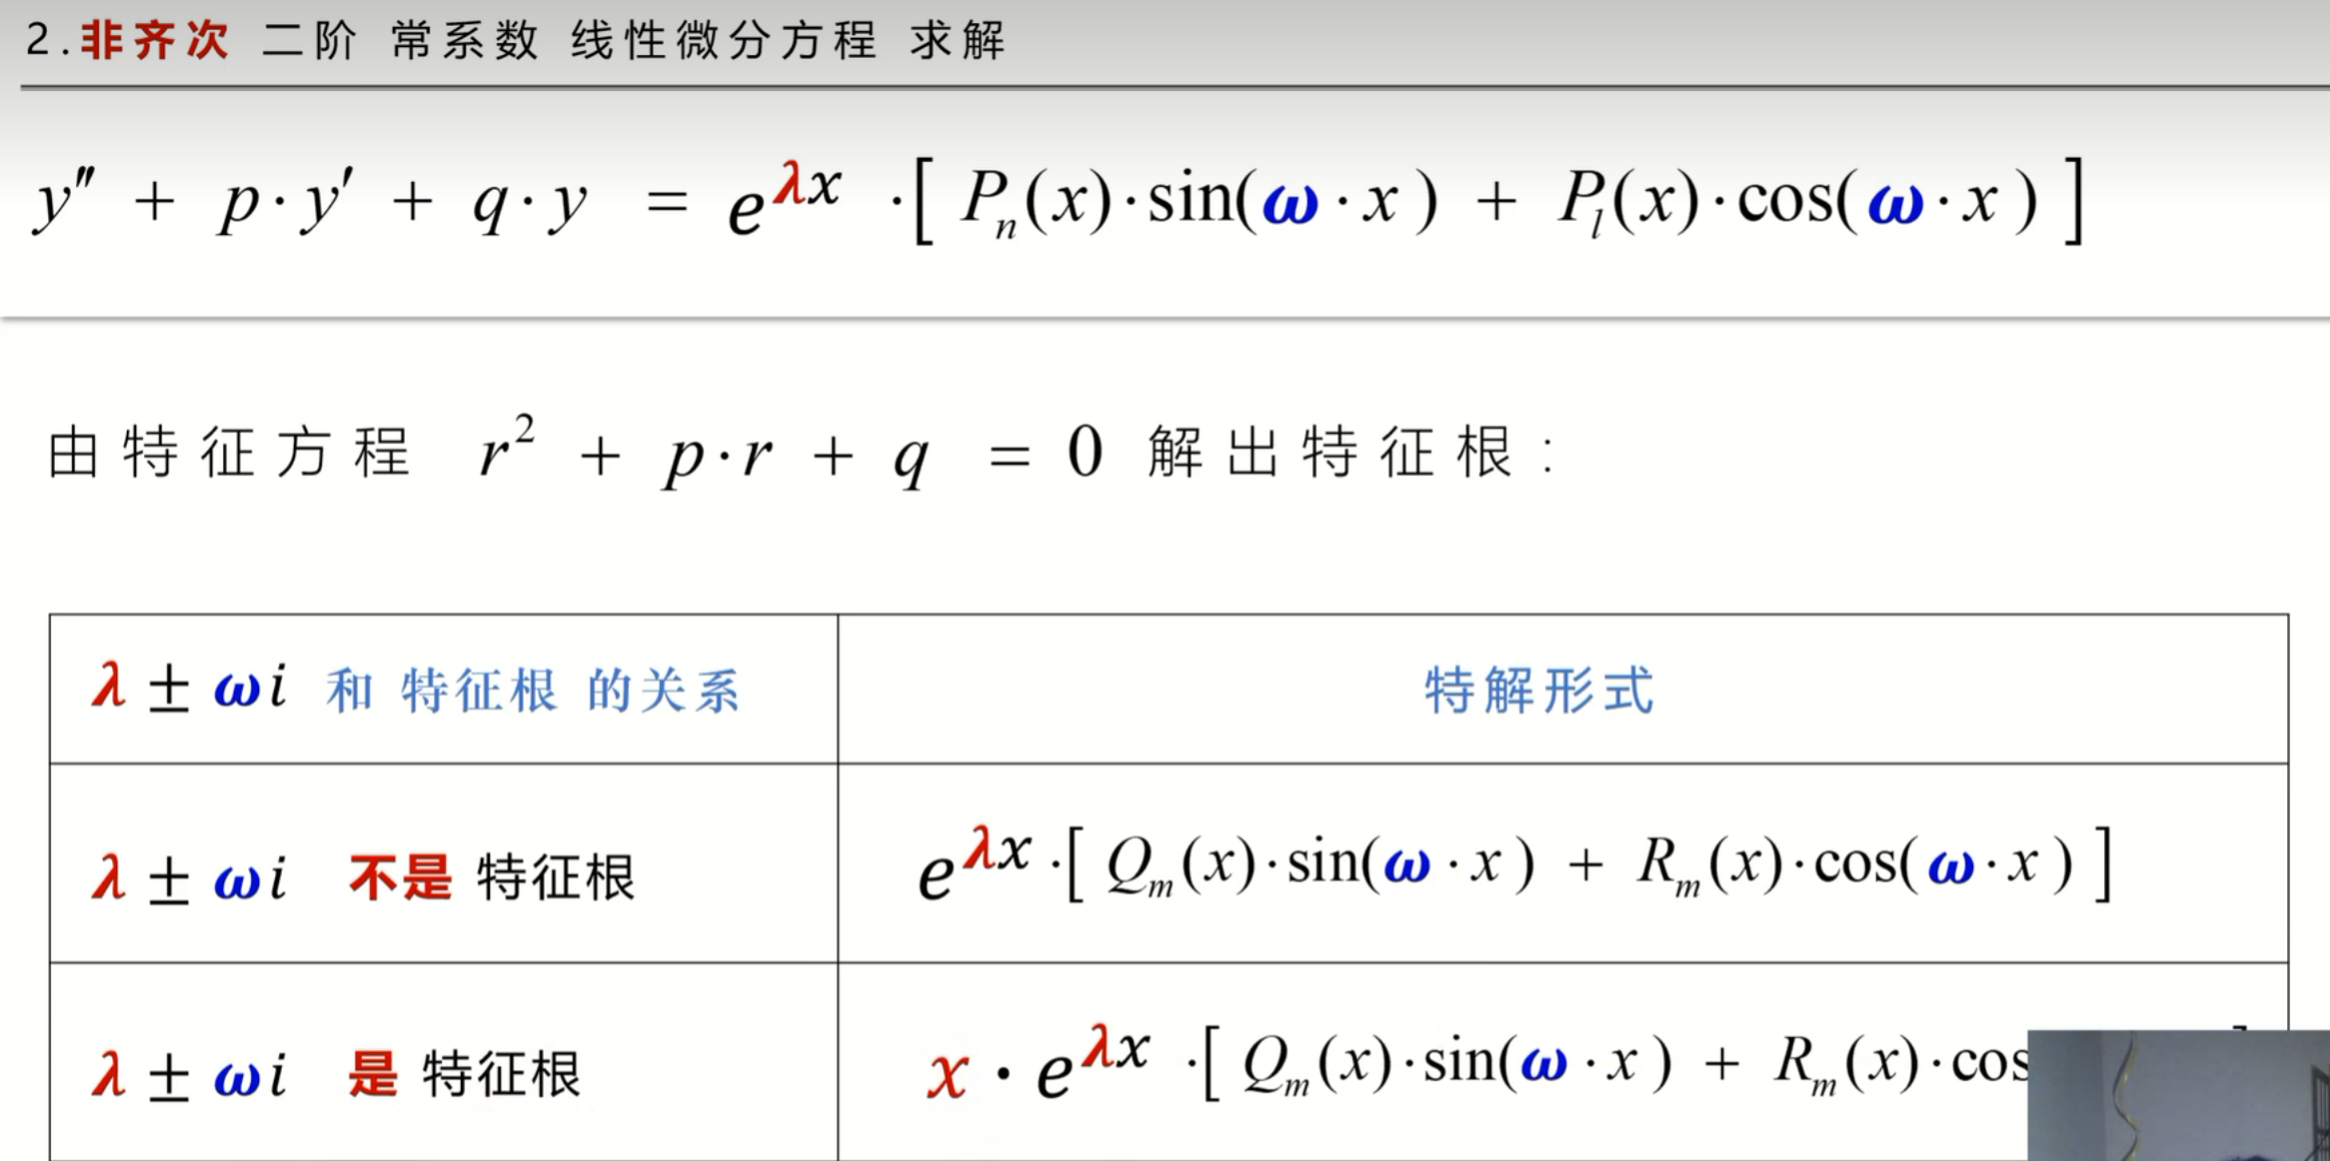 2.非齐次 二阶 常系数 线性微分方程 求解
y″ + p·y′ + q·y = e^{λx} ·[ P_n(x)·sin(ω·x) + P_l(x)·cos(ω·x) ]
由特征方程 r² + p·r + q = 0 解出特征根:
λ ± ωi 和 特征根 的关系
特解形式
λ ± ωi 不是 特征根
e^{λx} ·[ Q_m(x)·sin(ω·x) + R_m(x)·cos(ω·x) ]
λ ± ωi 是 特征根
x · e^{λx} ·[ Q_m(x)·sin(ω·x) + R_m(x)·cos